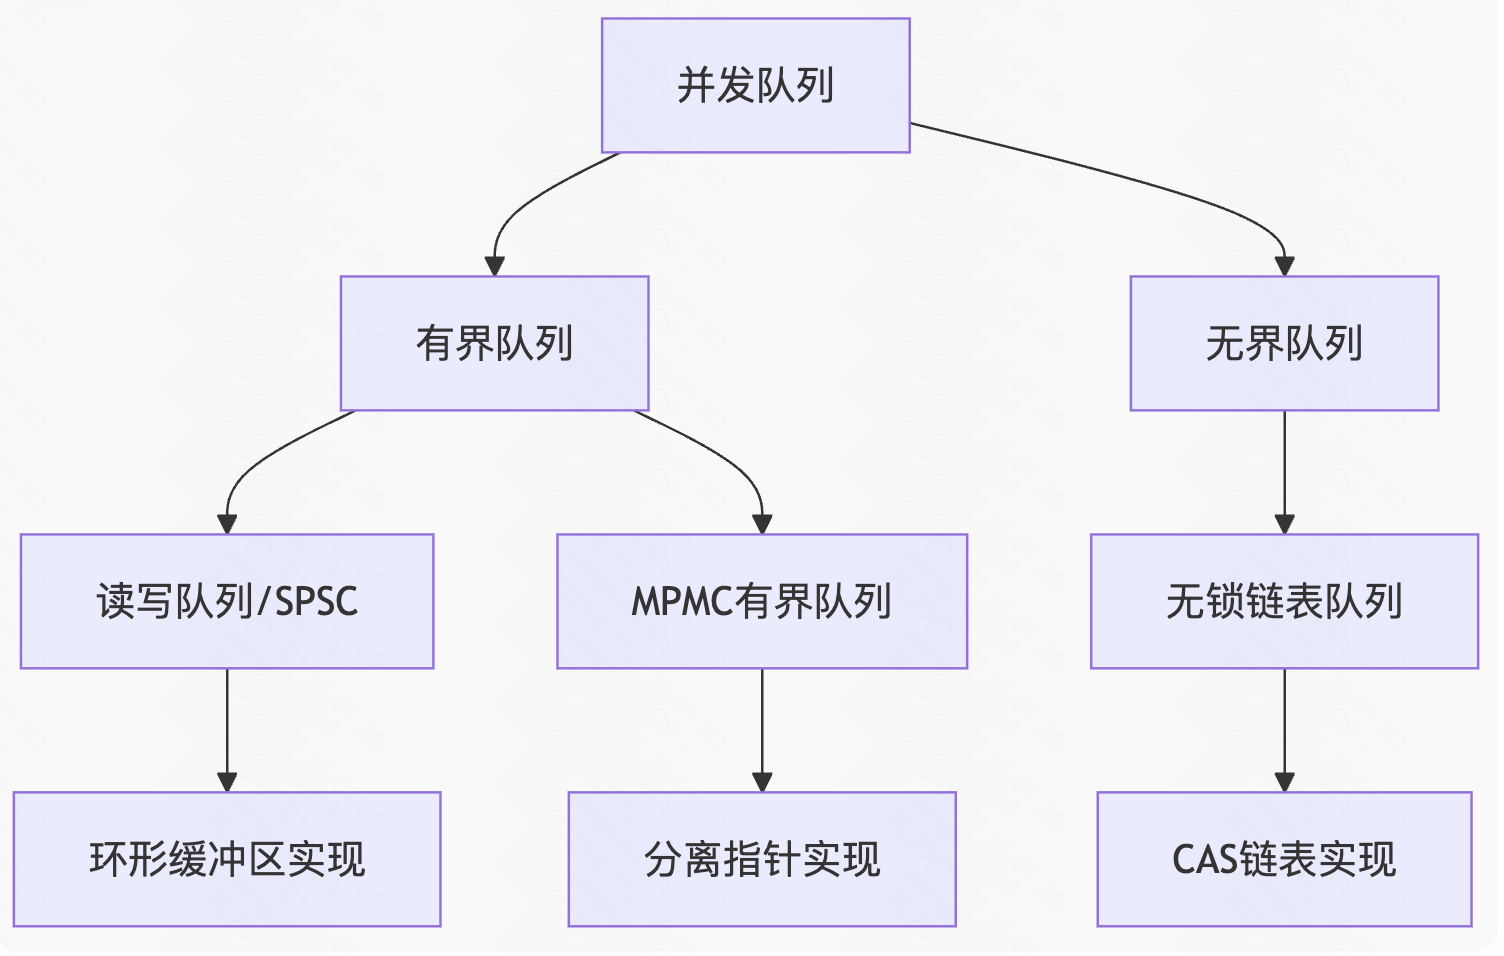 并发队列
有界队列
无界队列
读写队列/SPSC
MPMC有界队列
无锁链表队列
环形缓冲区实现
分离指针实现
CAS链表实现